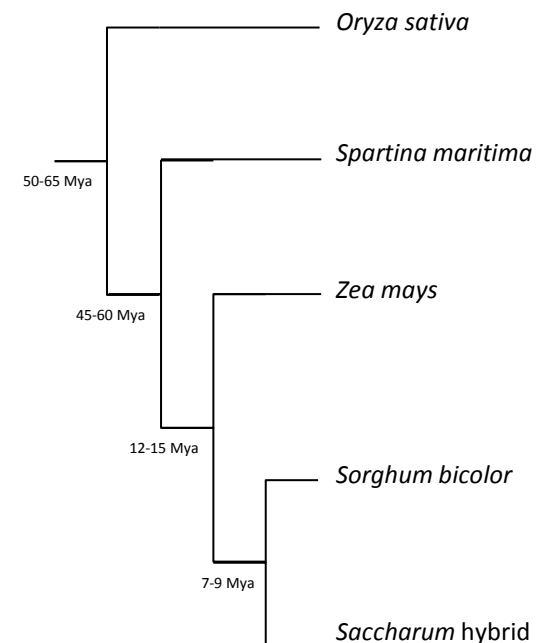 Oryza sativa
Spartina maritima
50-65 Mya
Zea mays
45-60 Mya
12-15 Mya
Sorghum bicolor
7-9 Mya
Saccharum hybrid